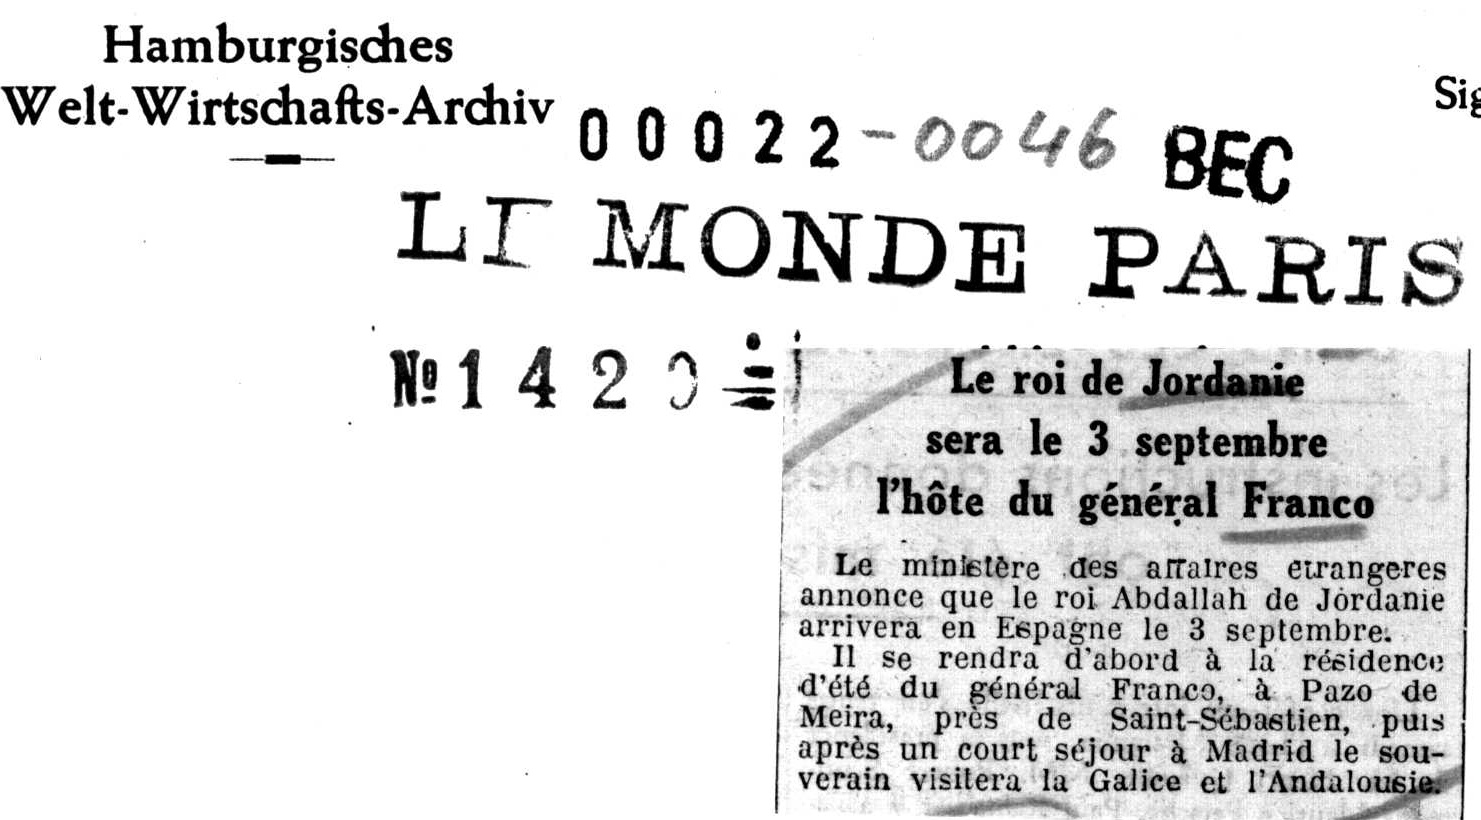 Hamburgisches
Welt-Wirtschafts-Archiv
Sig
00022-0046 BEC
LE MONDE PARIS
Nº 1420
Le roi de Jordanie
sera le 3 septembre
l'hôte du général Franco
Le ministère des affaires etrangeres
annonce que le roi Abdallah de Jordanie
arrivera en Espagne le 3 septembre.
Il se rendra d'abord à la résidence
d'été du général Franco, à Pazo de
Meira, près de Saint-Sébastien, puis
après un court séjour à Madrid le sou-
verain visitera la Galice et l'Andalousie.